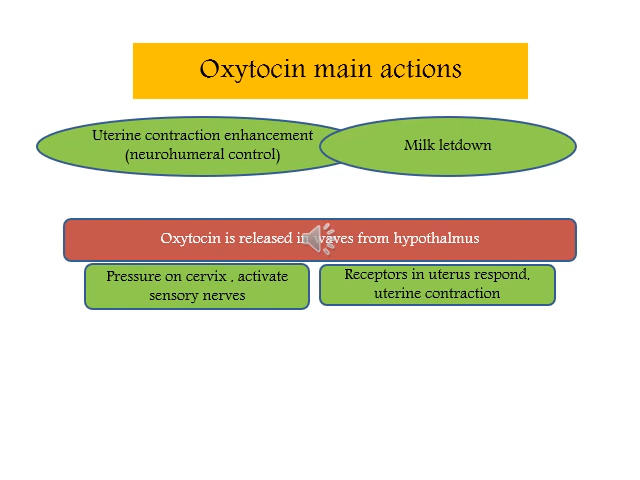 Oxytocin main actions
Uterine contraction enhancement
(neurohumeral control)
Milk letdown
Oxytocin is released in waves from hypothalmus
Pressure on cervix , activate
sensory nerves
Receptors in uterus respond,
uterine contraction